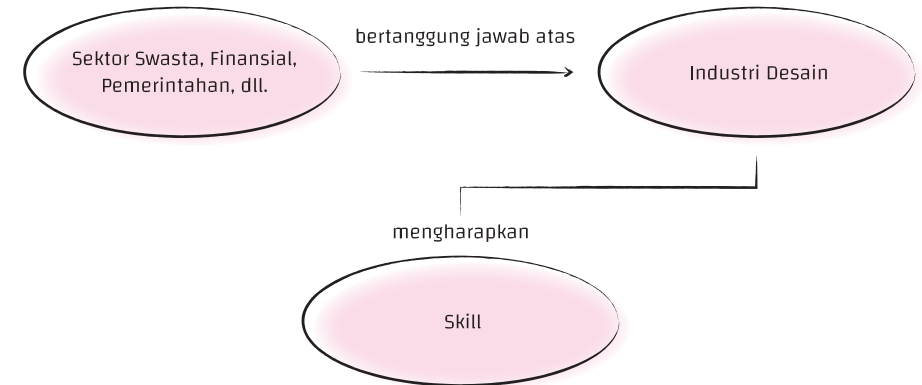 bertanggung jawab atas
Sektor Swasta, Finansial,
Pemerintahan, dll.
Industri Desain
mengharapkan
Skill